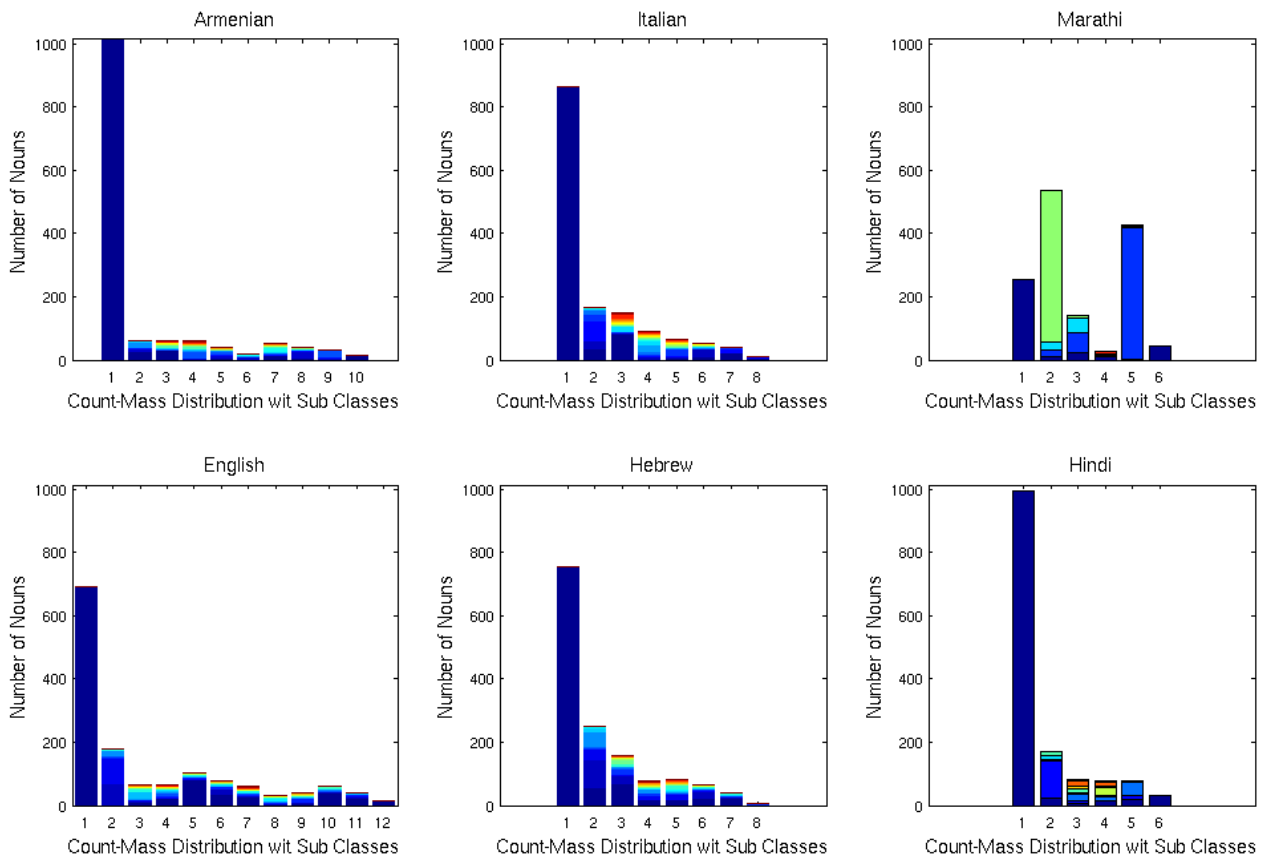 Armenian
1000
800
600
400
200
0
Number of Nouns
1 2 3 4 5 6 7 8 9 10
Count-Mass Distribution wit Sub Classes
Italian
1000
800
600
400
200
0
Number of Nouns
1 2 3 4 5 6 7 8
Count-Mass Distribution wit Sub Classes
Marathi
1000
800
600
400
200
0
Number of Nouns
1 2 3 4 5 6
Count-Mass Distribution wit Sub Classes
English
1000
800
600
400
200
0
Number of Nouns
1 2 3 4 5 6 7 8 9 10 11 12
Count-Mass Distribution wit Sub Classes
Hebrew
1000
800
600
400
200
0
Number of Nouns
1 2 3 4 5 6 7 8
Count-Mass Distribution wit Sub Classes
Hindi
1000
800
600
400
200
0
Number of Nouns
1 2 3 4 5 6
Count-Mass Distribution wit Sub Classes